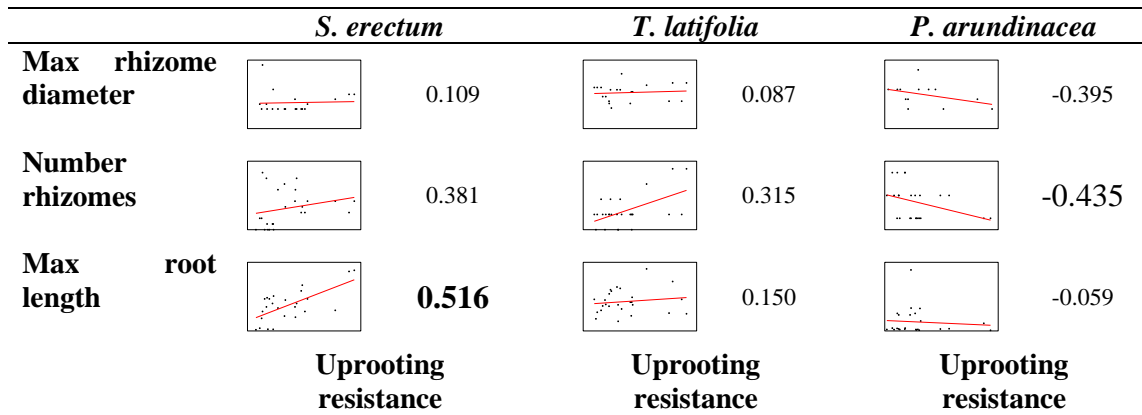 S. erectum T. latifolia P. arundinacea
Max rhizome
diameter 0.109 0.087 -0.395
Number
rhizomes 0.381 0.315 -0.435
Max root
length 0.516 0.150 -0.059
Uprooting Uprooting Uprooting
resistance resistance resistance